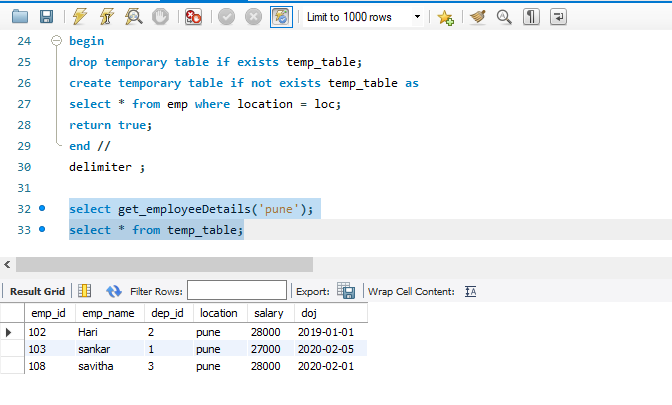 Limit to 1000 rows
24 begin
25 drop temporary table if exists temp_table;
26 create temporary table if not exists temp_table as
27 select * from emp where location = loc;
28 return true;
29 end //
30 delimiter ;
31
32 select get_employeeDetails('pune');
33 select * from temp_table;
Result Grid Filter Rows: Export: Wrap Cell Content:
emp_id emp_name dep_id location salary doj
102 Hari 2 pune 28000 2019-01-01
103 sankar 1 pune 27000 2020-02-05
108 savitha 3 pune 28000 2020-02-01